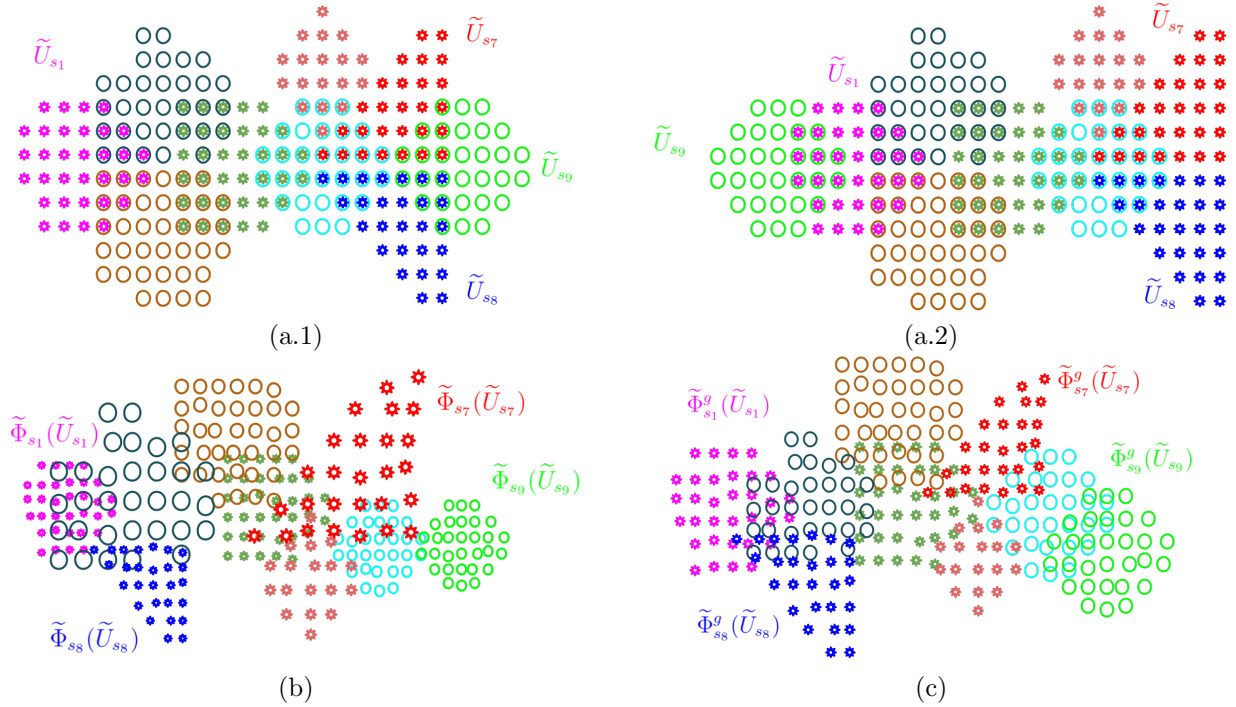 Ũ_{s_1}
Ũ_{s_7}
Ũ_{s_9}
Ũ_{s_8}
(a.1)
Ũ_{s_7}
Ũ_{s_1}
Ũ_{s_9}
Ũ_{s_8}
(a.2)
Φ̃_{s_1}(Ũ_{s_1})
Φ̃_{s_7}(Ũ_{s_7})
Φ̃_{s_9}(Ũ_{s_9})
Φ̃_{s_8}(Ũ_{s_8})
(b)
Φ̃^g_{s_7}(Ũ_{s_7})
Φ̃^g_{s_1}(Ũ_{s_1})
Φ̃^g_{s_9}(Ũ_{s_9})
Φ̃^g_{s_8}(Ũ_{s_8})
(c)